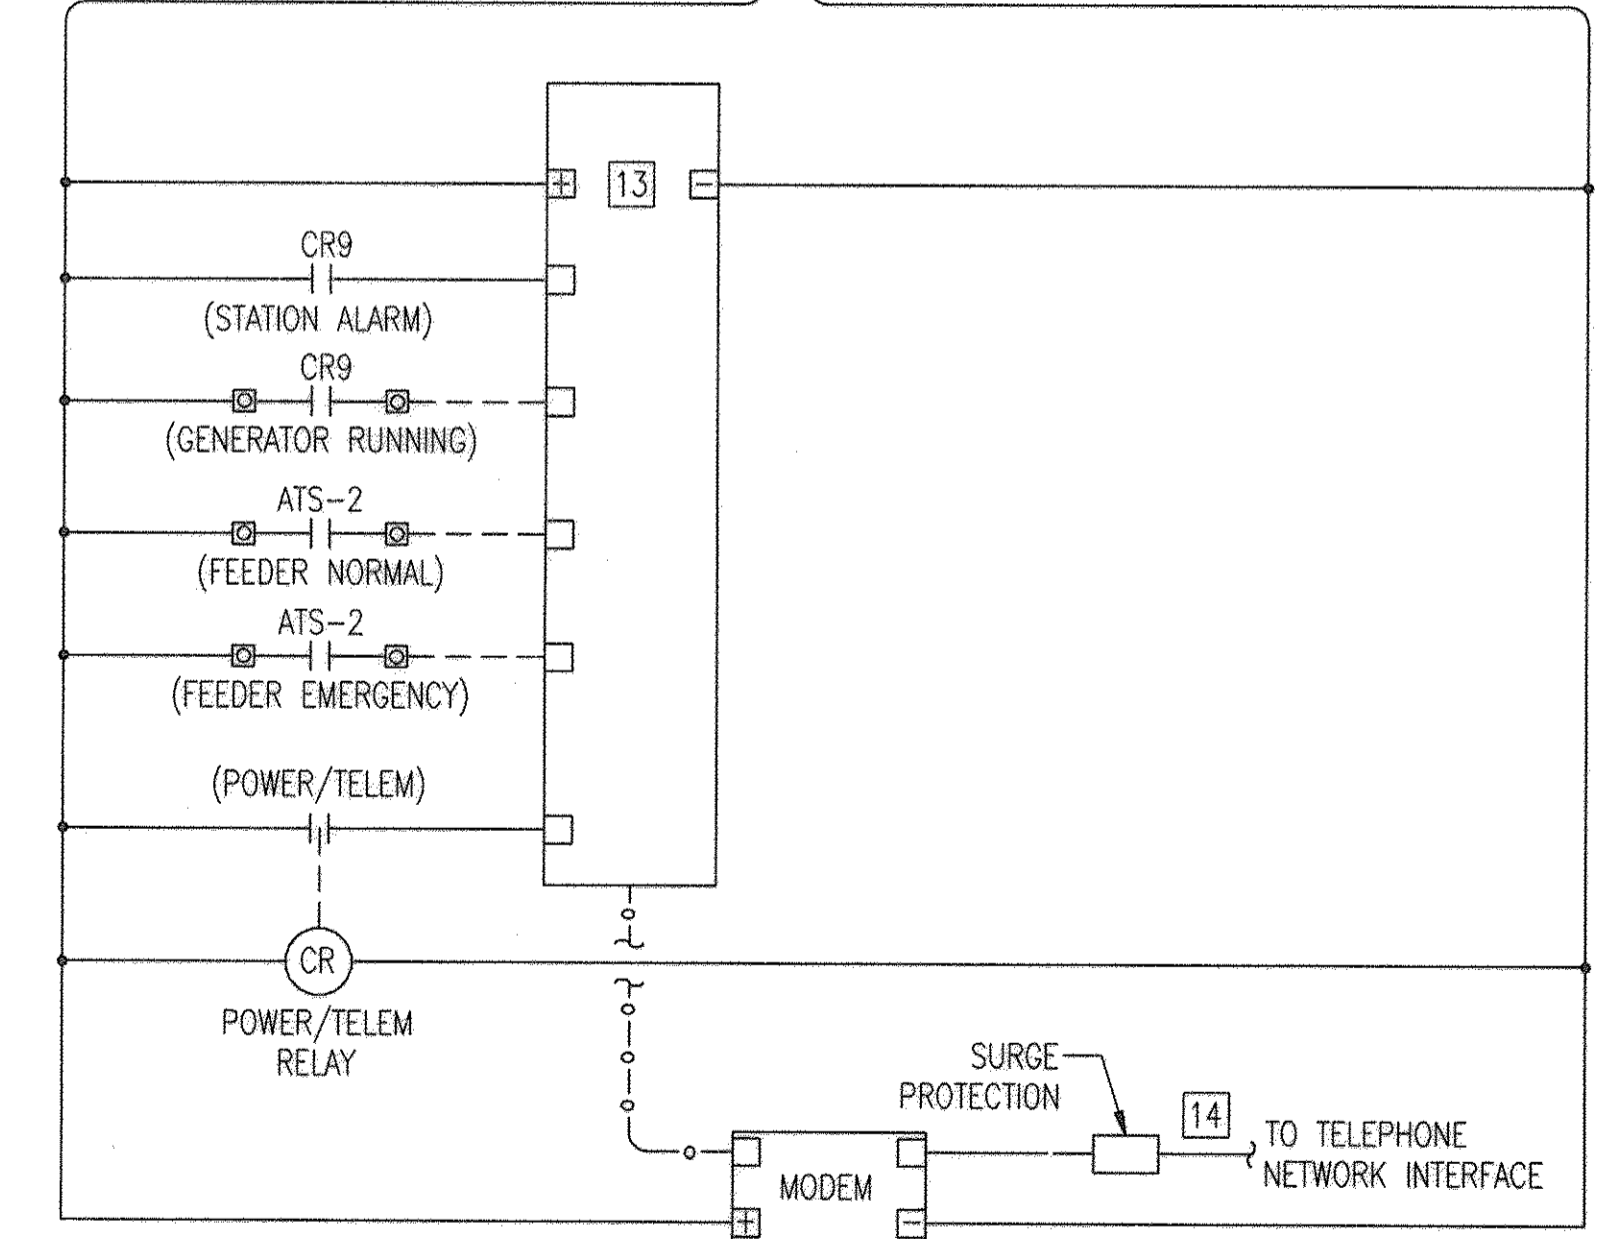 13
CR9
(STATION ALARM)
CR9
(GENERATOR RUNNING)
ATS-2
(FEEDER NORMAL)
ATS-2
(FEEDER EMERGENCY)
(POWER/TELEM)
CR
POWER/TELEM
RELAY
SURGE
PROTECTION
14
TO TELEPHONE
NETWORK INTERFACE
MODEM